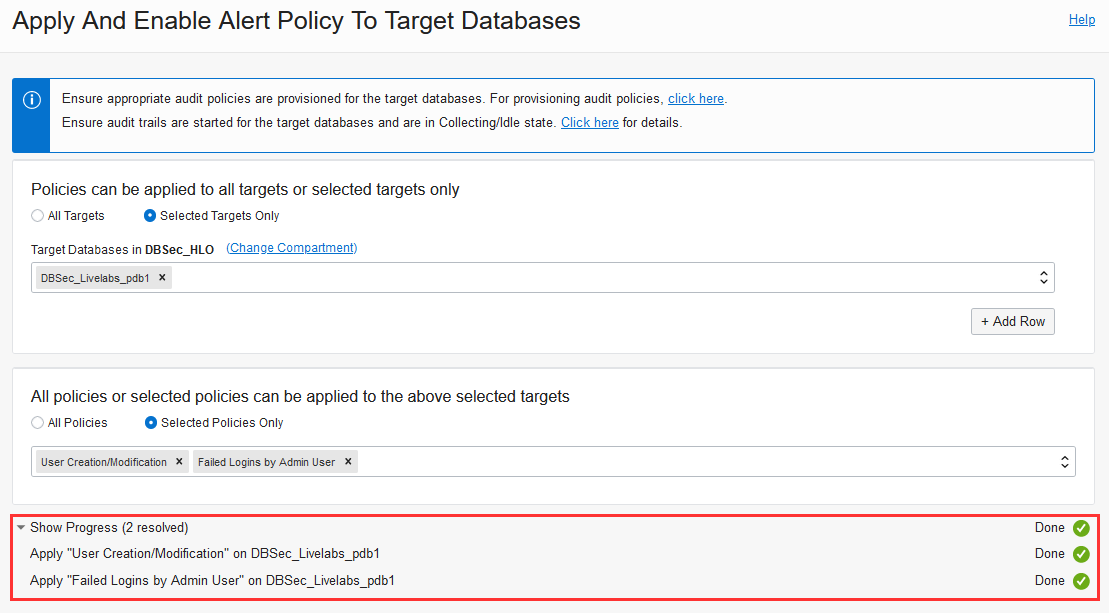 Apply And Enable Alert Policy To Target Databases
Help
Ensure appropriate audit policies are provisioned for the target databases. For provisioning audit policies, click here.
Ensure audit trails are started for the target databases and are in Collecting/Idle state. Click here for details.
Policies can be applied to all targets or selected targets only
All Targets Selected Targets Only
Target Databases in DBSec_HLO (Change Compartment)
DBSec_Livelabs_pdb1 ×
+ Add Row
All policies or selected policies can be applied to the above selected targets
All Policies Selected Policies Only
User Creation/Modification × Failed Logins by Admin User ×
Show Progress (2 resolved) Done
Apply "User Creation/Modification" on DBSec_Livelabs_pdb1 Done
Apply "Failed Logins by Admin User" on DBSec_Livelabs_pdb1 Done